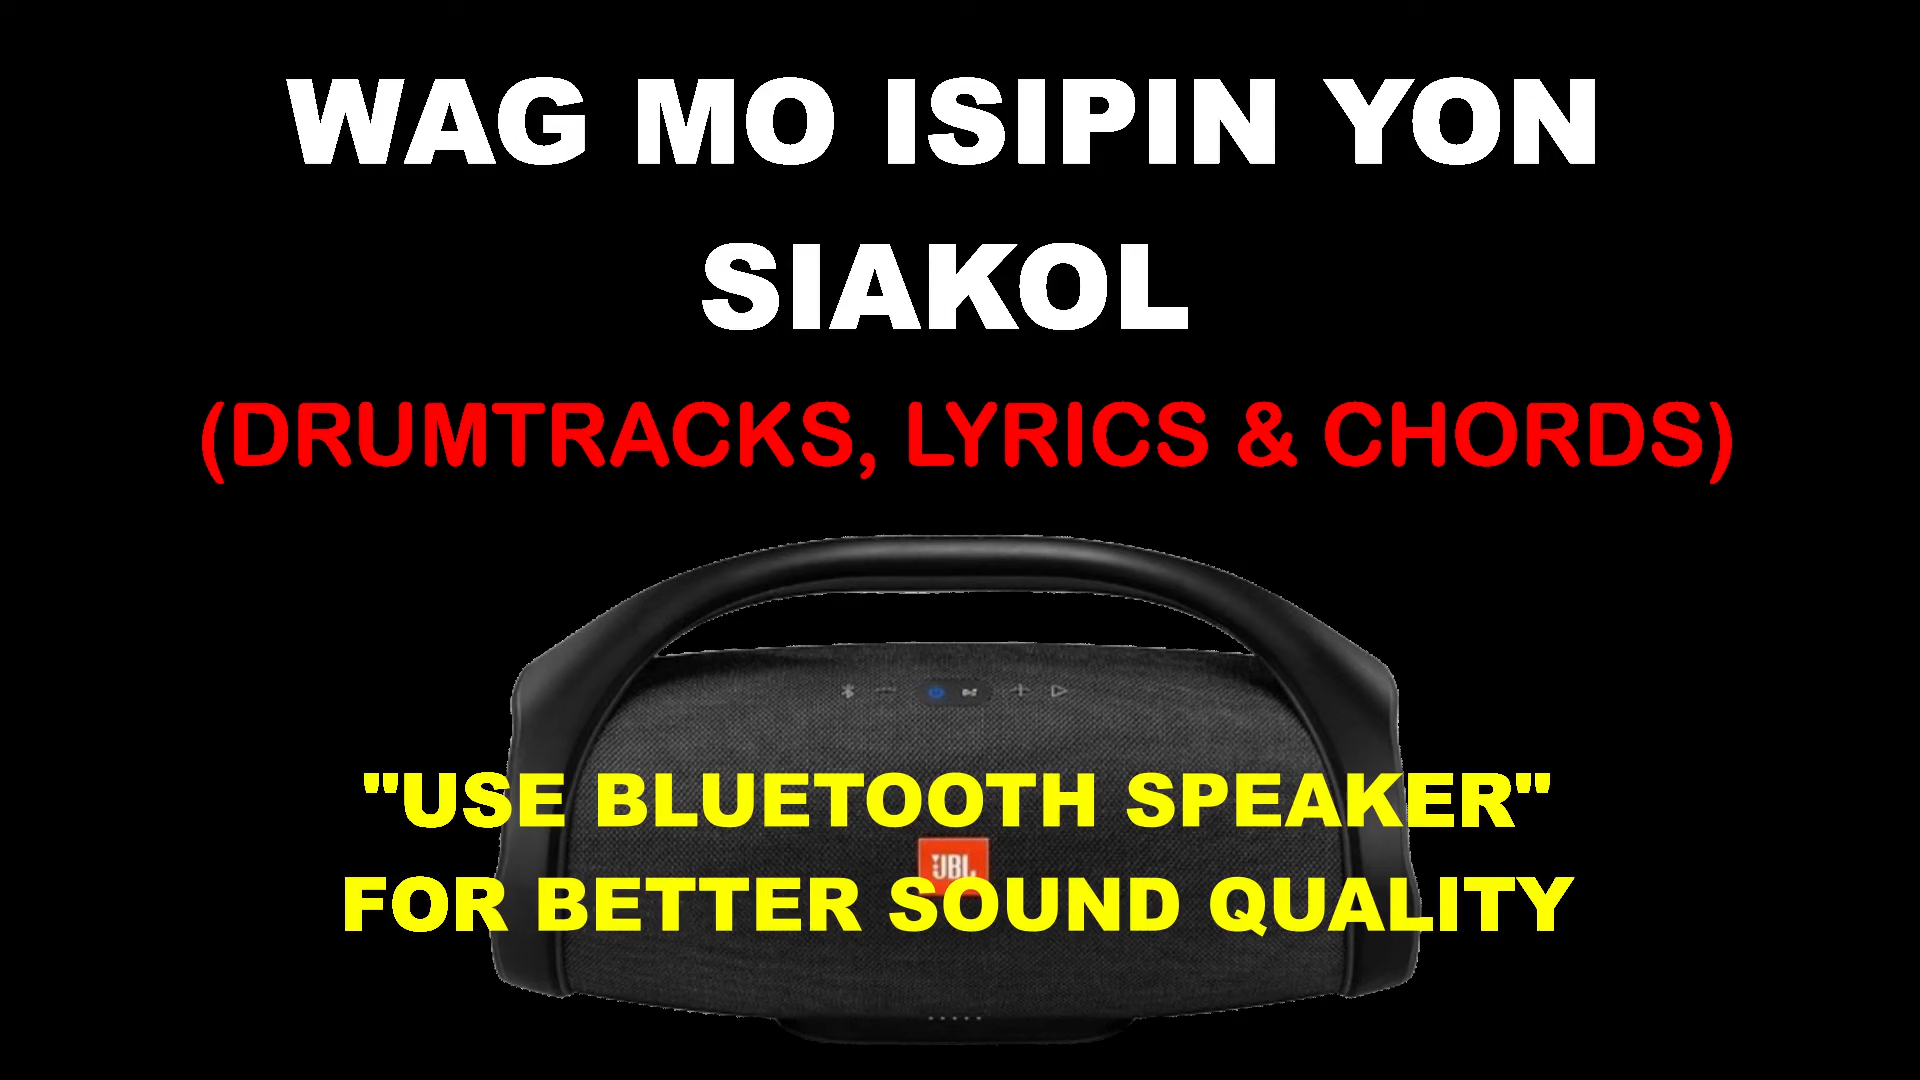 WAG MO ISIPIN YON
SIAKOL
(DRUMTRACKS, LYRICS & CHORDS)
"USE BLUETOOTH SPEAKER"
JBL
FOR BETTER SOUND QUALITY